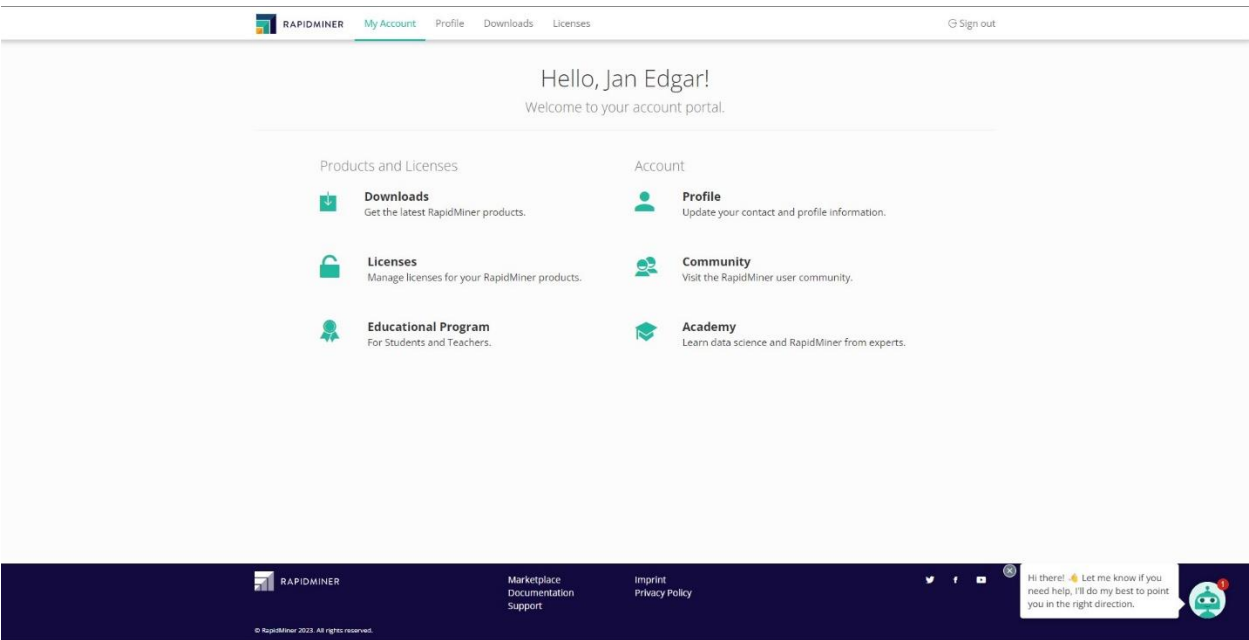 RAPIDMINER My Account Profile Downloads Licenses Sign out
Hello, Jan Edgar!
Welcome to your account portal.
Products and Licenses
Downloads
Get the latest RapidMiner products.
Licenses
Manage licenses for your RapidMiner products.
Educational Program
For Students and Teachers.
Account
Profile
Update your contact and profile information.
Community
Visit the RapidMiner user community.
Academy
Learn data science and RapidMiner from experts.
RAPIDMINER
Marketplace
Documentation
Support
Imprint
Privacy Policy
Hi there! 👋 Let me know if you
need help, I'll do my best to point
you in the right direction.
1
© RapidMiner 2023. All rights reserved.